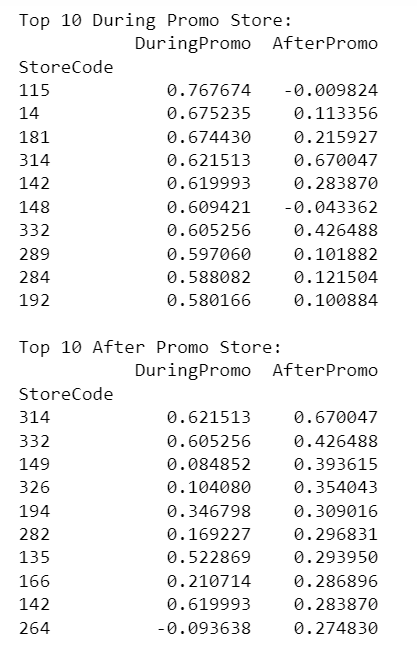 Top 10 During Promo Store:
DuringPromo AfterPromo
StoreCode
115 0.767674 -0.009824
14 0.675235 0.113356
181 0.674430 0.215927
314 0.621513 0.670047
142 0.619993 0.283870
148 0.609421 -0.043362
332 0.605256 0.426488
289 0.597060 0.101882
284 0.588082 0.121504
192 0.580166 0.100884
Top 10 After Promo Store:
DuringPromo AfterPromo
StoreCode
314 0.621513 0.670047
332 0.605256 0.426488
149 0.084852 0.393615
326 0.104080 0.354043
194 0.346798 0.309016
282 0.169227 0.296831
135 0.522869 0.293950
166 0.210714 0.286896
142 0.619993 0.283870
264 -0.093638 0.274830